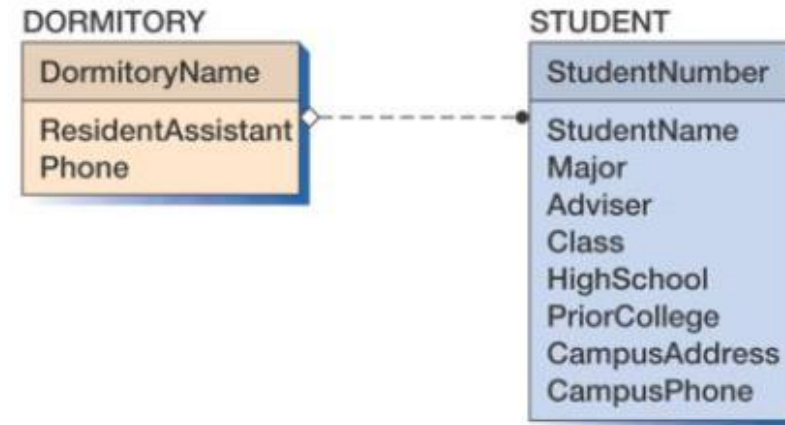 DORMITORY
DormitoryName
ResidentAssistant
Phone
STUDENT
StudentNumber
StudentName
Major
Adviser
Class
HighSchool
PriorCollege
CampusAddress
CampusPhone